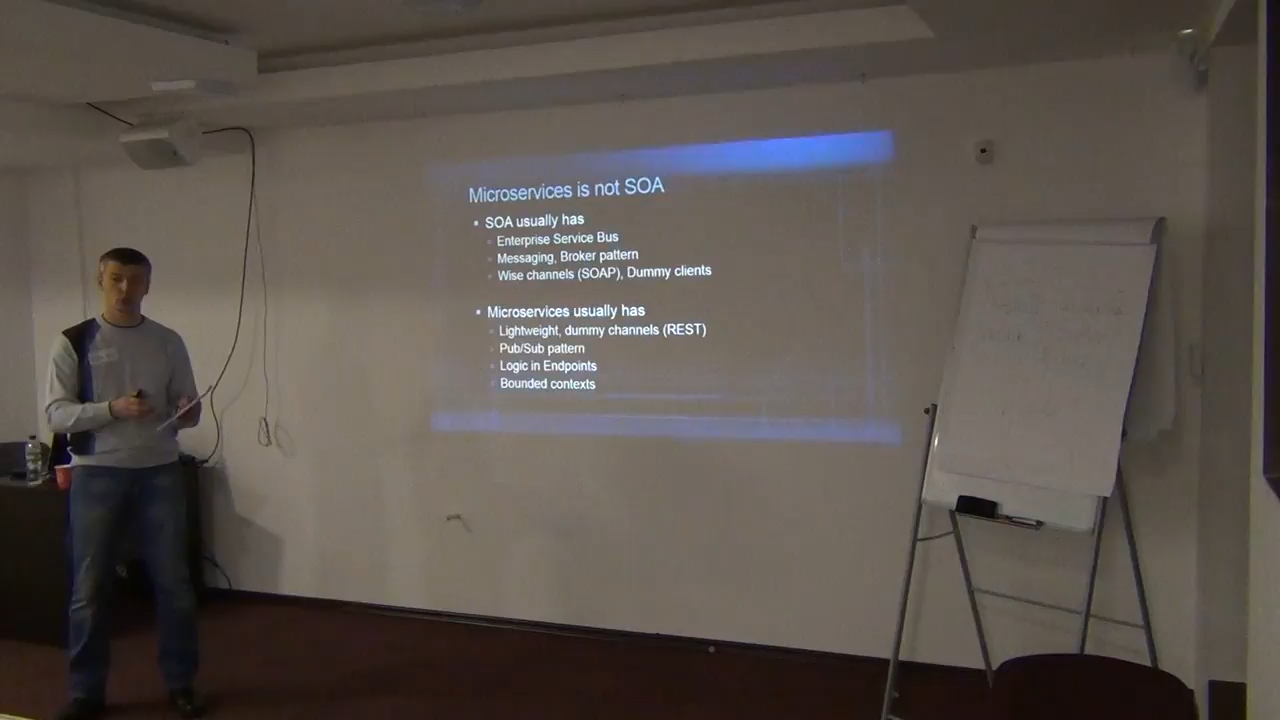 Microservices is not SOA
SOA usually has
Enterprise Service Bus
Messaging, Broker pattern
Wise channels (SOAP), Dummy clients
Microservices usually has
Lightweight, dummy channels (REST)
Pub/Sub pattern
Logic in Endpoints
Bounded contexts